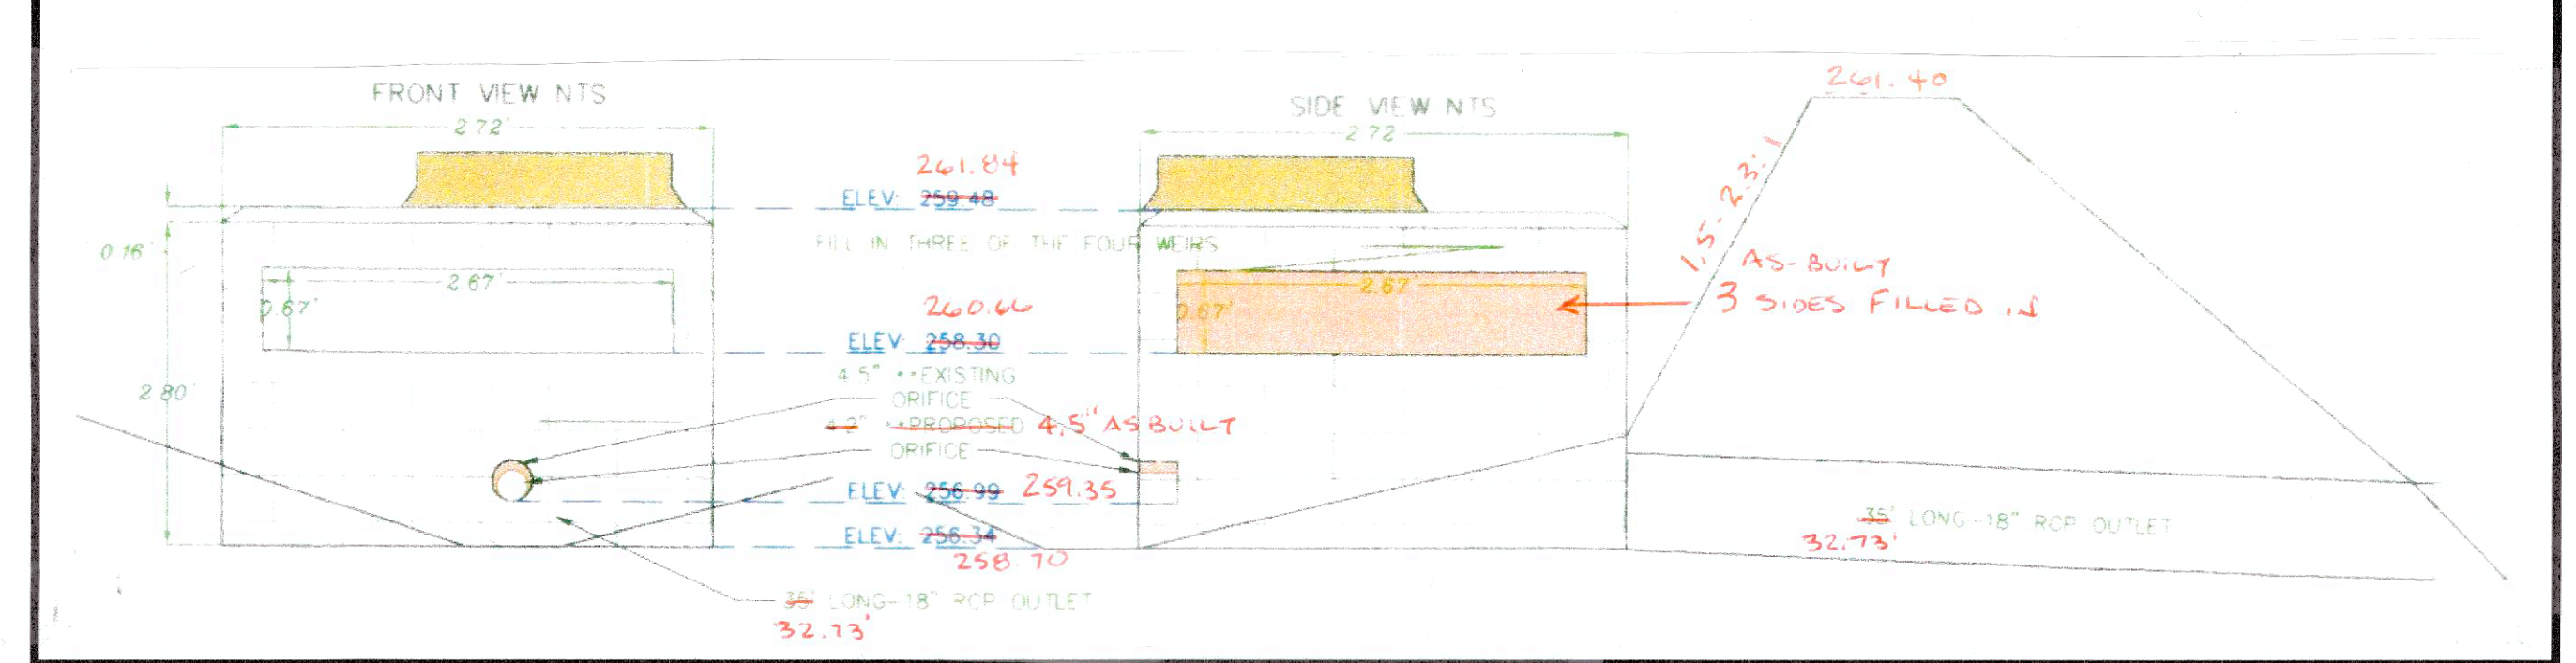 FRONT VIEW NTS
2.72'
0.16'
2.67'
0.67'
2.80'
261.84
ELEV: 259.48
FILL IN THREE OF THE FOUR WEIRS
260.66
ELEV: 258.30
4.5" **EXISTING
ORIFICE
4.2" **PROPOSED 4.5" AS BUILT
ORIFICE
ELEV: 256.99 259.35
ELEV: 256.34
258.70
35' LONG-18" RCP OUTLET
32.73'
SIDE VIEW NTS
2.72
2.67'
0.67'
261.40
1.5-2.3:1
AS-BUILT
3 SIDES FILLED IN
35' LONG-18" RCP OUTLET
32.73'